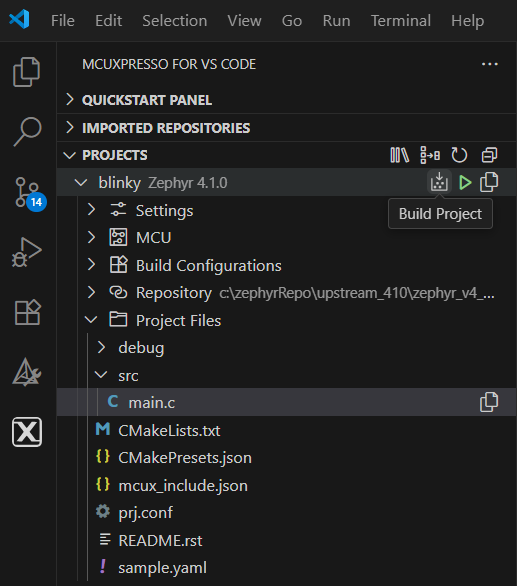 File Edit Selection View Go Run Terminal Help
MCUXPRESSO FOR VS CODE
QUICKSTART PANEL
IMPORTED REPOSITORIES
PROJECTS
blinky Zephyr 4.1.0
Build Project
Settings
MCU
Build Configurations
Repository c:\zephyrRepo\upstream_410\zephyr_v4_...
Project Files
debug
src
C main.c
M CMakeLists.txt
{} CMakePresets.json
{} mcux_include.json
prj.conf
README.rst
! sample.yaml
14